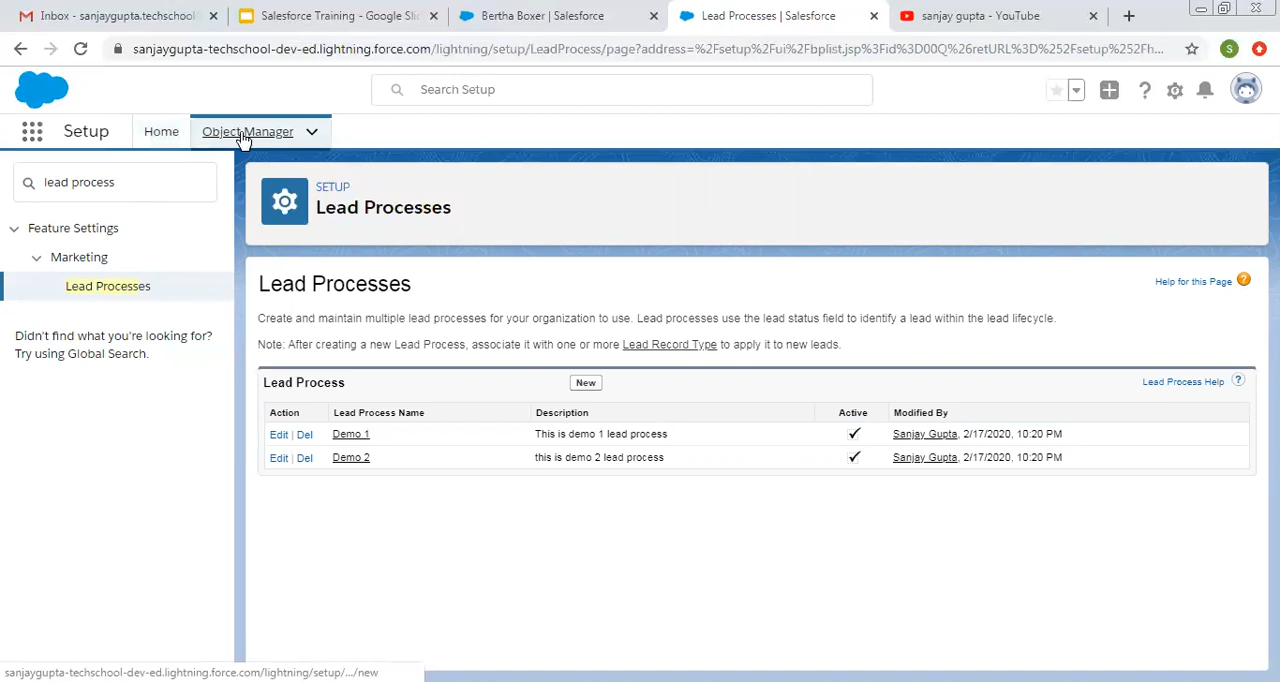 Inbox - sanjaygupta.techschool
Salesforce Training - Google Slid
Bertha Boxer | Salesforce
Lead Processes | Salesforce
sanjay gupta - YouTube
sanjaygupta-techschool-dev-ed.lightning.force.com/lightning/setup/LeadProcess/page?address=%2Fsetup%2Fui%2Fbplist.jsp%3Fid%3D00Q%26retURL%3D%252Fsetup%252Fh...
S
Search Setup
Setup
Home
Object Manager
lead process
Feature Settings
Marketing
Lead Processes
Didn't find what you're looking for?
Try using Global Search.
SETUP
Lead Processes
Lead Processes
Help for this Page ?
Create and maintain multiple lead processes for your organization to use. Lead processes use the lead status field to identify a lead within the lead lifecycle.
Note: After creating a new Lead Process, associate it with one or more Lead Record Type to apply it to new leads.
Lead Process New Lead Process Help ?
Action Lead Process Name Description Active Modified By
Edit | Del Demo 1 This is demo 1 lead process ✓ Sanjay Gupta, 2/17/2020, 10:20 PM
Edit | Del Demo 2 this is demo 2 lead process ✓ Sanjay Gupta, 2/17/2020, 10:20 PM
sanjaygupta-techschool-dev-ed.lightning.force.com/lightning/setup/.../new